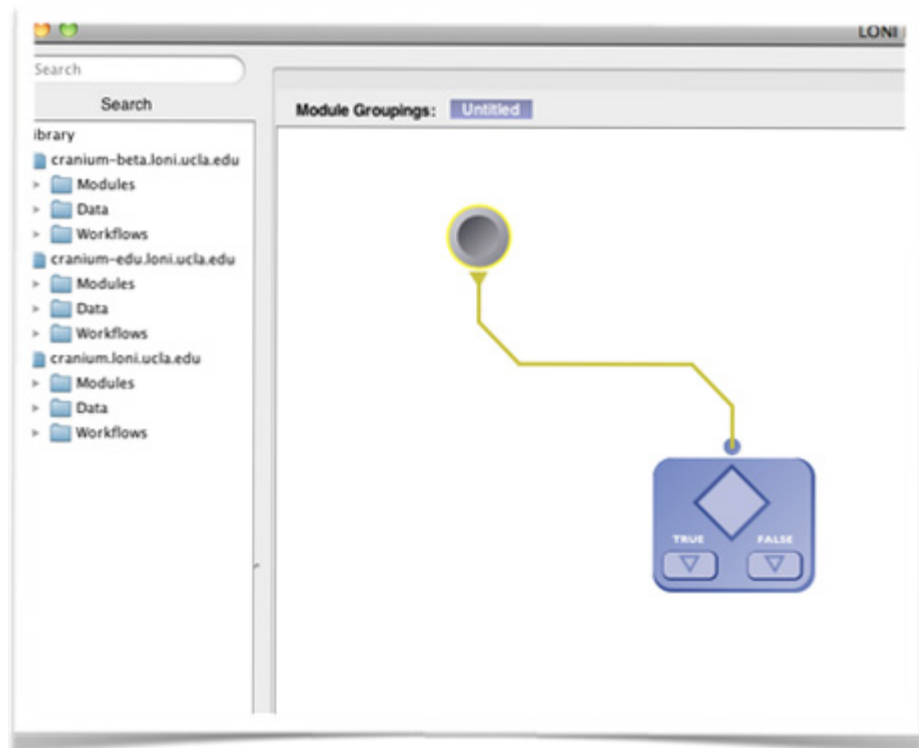 LONI
Search
Search
Module Groupings: Untitled
ibrary
cranium-beta.loni.ucla.edu
Modules
Data
Workflows
cranium-edu.loni.ucla.edu
Modules
Data
Workflows
cranium.loni.ucla.edu
Modules
Data
Workflows
TRUE FALSE